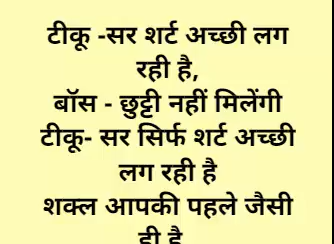 टीकू -सर शर्ट अच्छी लग
रही है,
बॉस - छुट्टी नहीं मिलेंगी
टीकू- सर सिर्फ शर्ट अच्छी
लग रही है
शक्ल आपकी पहले जैसी
ही है